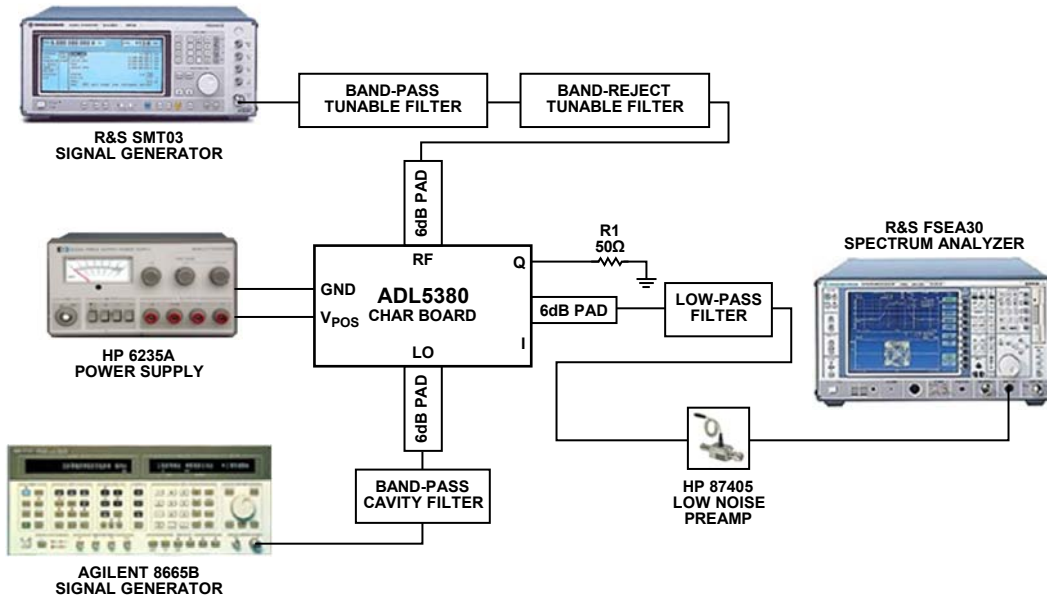 BAND-PASS
TUNABLE FILTER
BAND-REJECT
TUNABLE FILTER
R&S SMT03
SIGNAL GENERATOR
6dB PAD
R1
50Ω
R&S FSEA30
SPECTRUM ANALYZER
RF
Q
GND
ADL5380
CHAR BOARD
VPOS
6dB PAD
LOW-PASS
FILTER
I
LO
HP 6235A
POWER SUPPLY
6dB PAD
BAND-PASS
CAVITY FILTER
HP 87405
LOW NOISE
PREAMP
AGILENT 8665B
SIGNAL GENERATOR